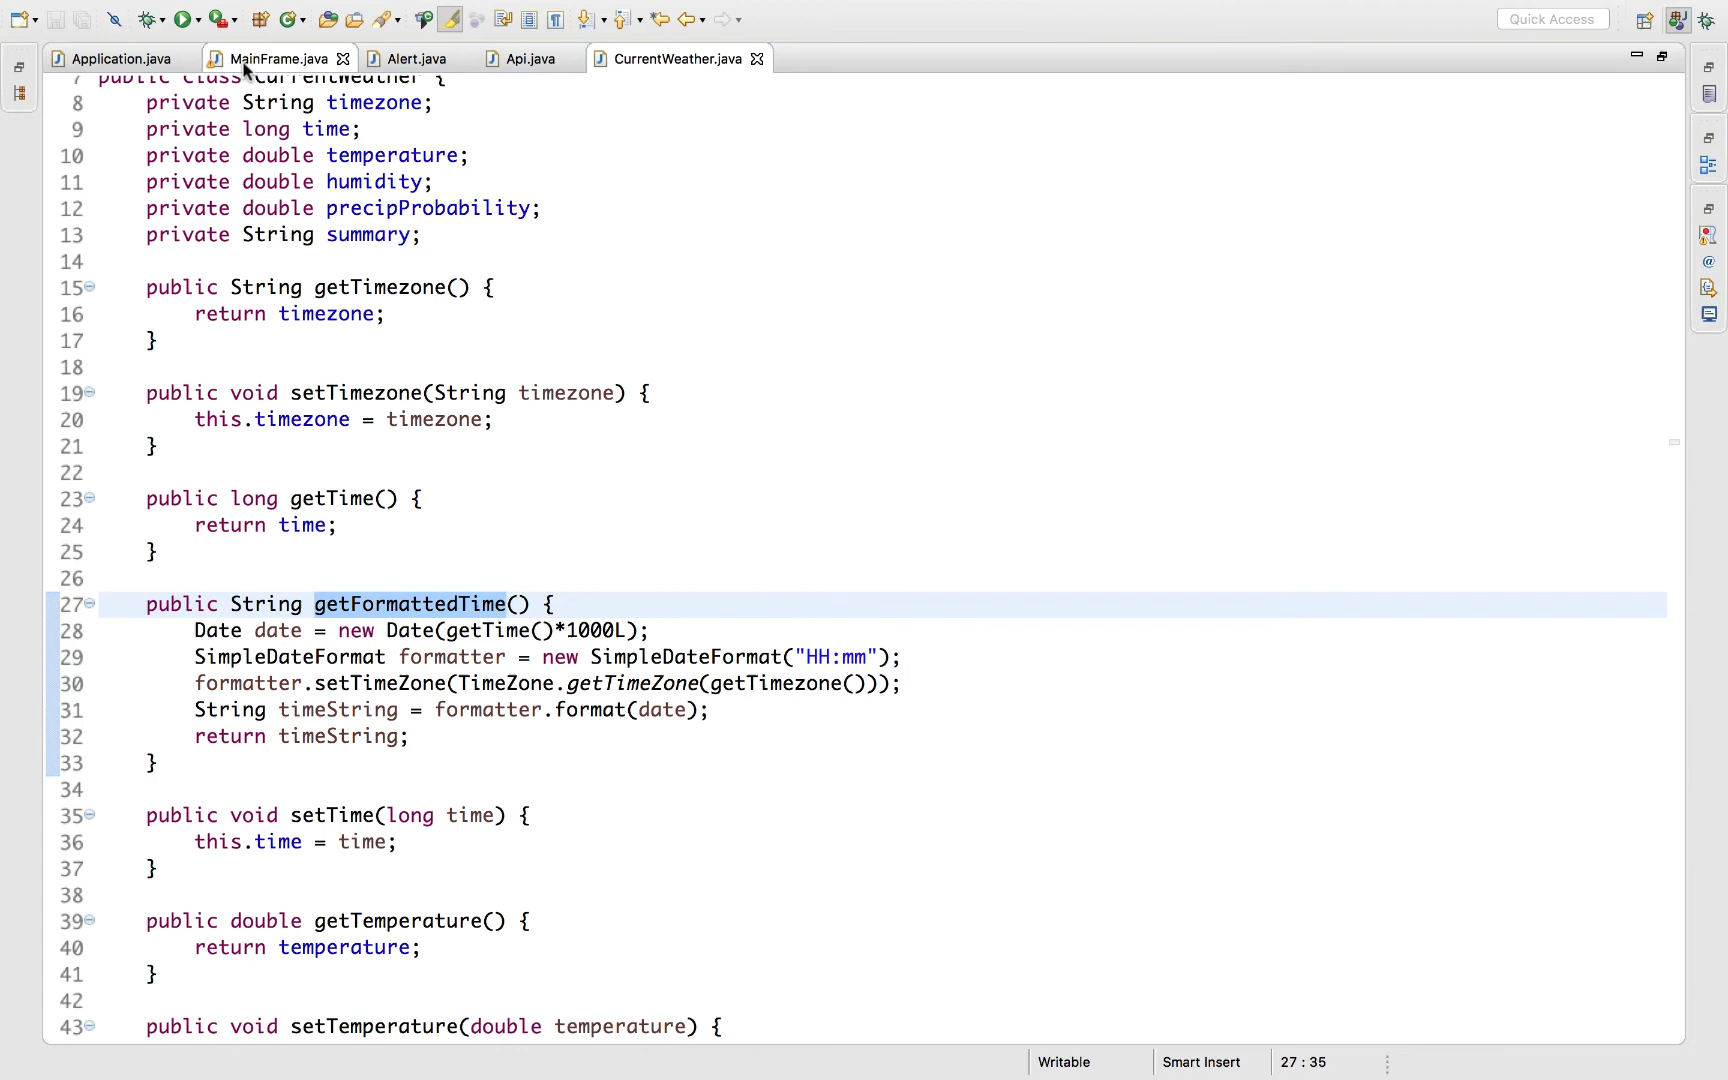 Quick Access
Application.java MainFrame.java Alert.java Api.java CurrentWeather.java
7 public class CurrentWeather {
8 private String timezone;
9 private long time;
10 private double temperature;
11 private double humidity;
12 private double precipProbability;
13 private String summary;
14
15 public String getTimezone() {
16 return timezone;
17 }
18
19 public void setTimezone(String timezone) {
20 this.timezone = timezone;
21 }
22
23 public long getTime() {
24 return time;
25 }
26
27 public String getFormattedTime() {
28 Date date = new Date(getTime()*1000L);
29 SimpleDateFormat formatter = new SimpleDateFormat("HH:mm");
30 formatter.setTimeZone(TimeZone.getTimeZone(getTimezone()));
31 String timeString = formatter.format(date);
32 return timeString;
33 }
34
35 public void setTime(long time) {
36 this.time = time;
37 }
38
39 public double getTemperature() {
40 return temperature;
41 }
42
43 public void setTemperature(double temperature) {
Writable Smart Insert 27 : 35